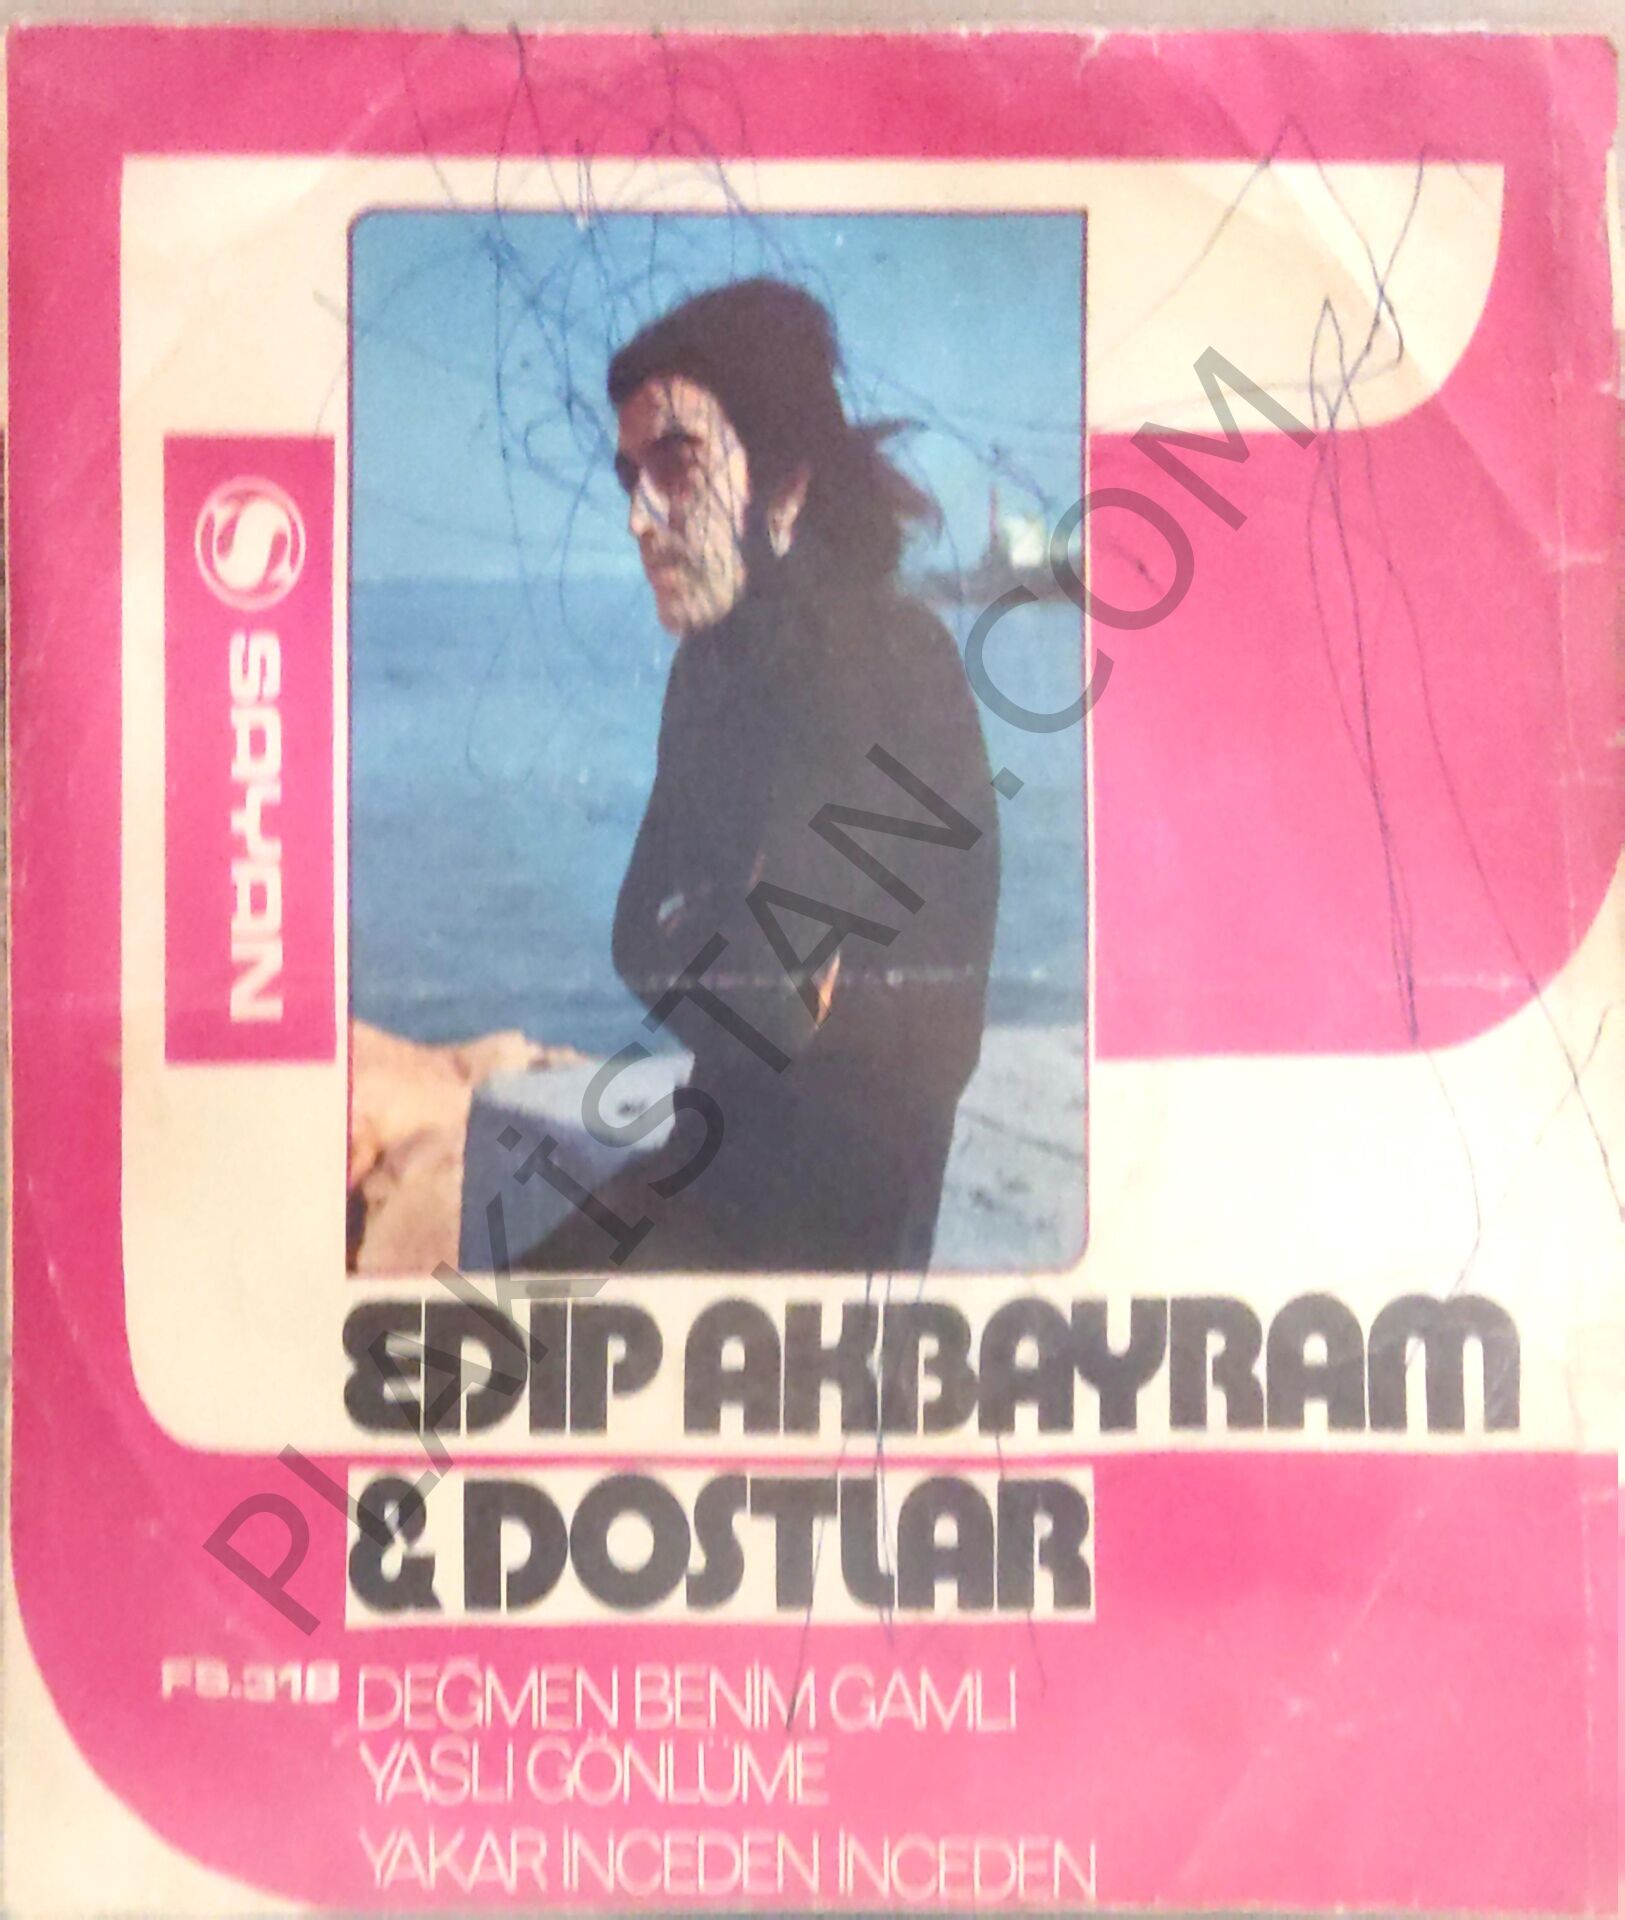 SAYAN
EDİP AKBAYRAM
& DOSTLAR
FS.318
DEĞMEN BENİM GAMLI
YASLI GÖNLÜME
YAKAR İNCEDEN İNCEDEN
PLAKİSTAN.COM